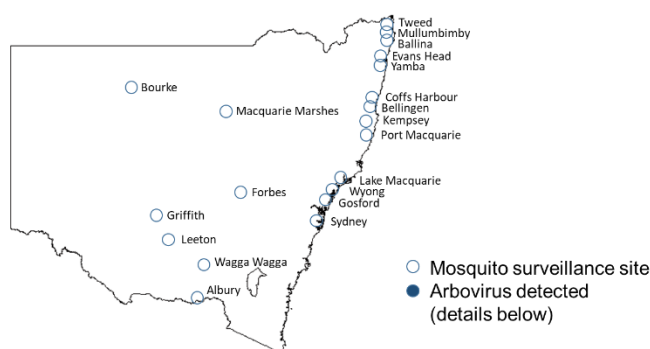 Tweed
Mullumbimby
Ballina
Evans Head
Yamba
Bourke
Coffs Harbour
Macquarie Marshes
Bellingen
Kempsey
Port Macquarie
Lake Macquarie
Forbes
Wyong
Gosford
Griffith
Sydney
Leeton
Wagga Wagga
Albury
Mosquito surveillance site
Arbovirus detected
(details below)